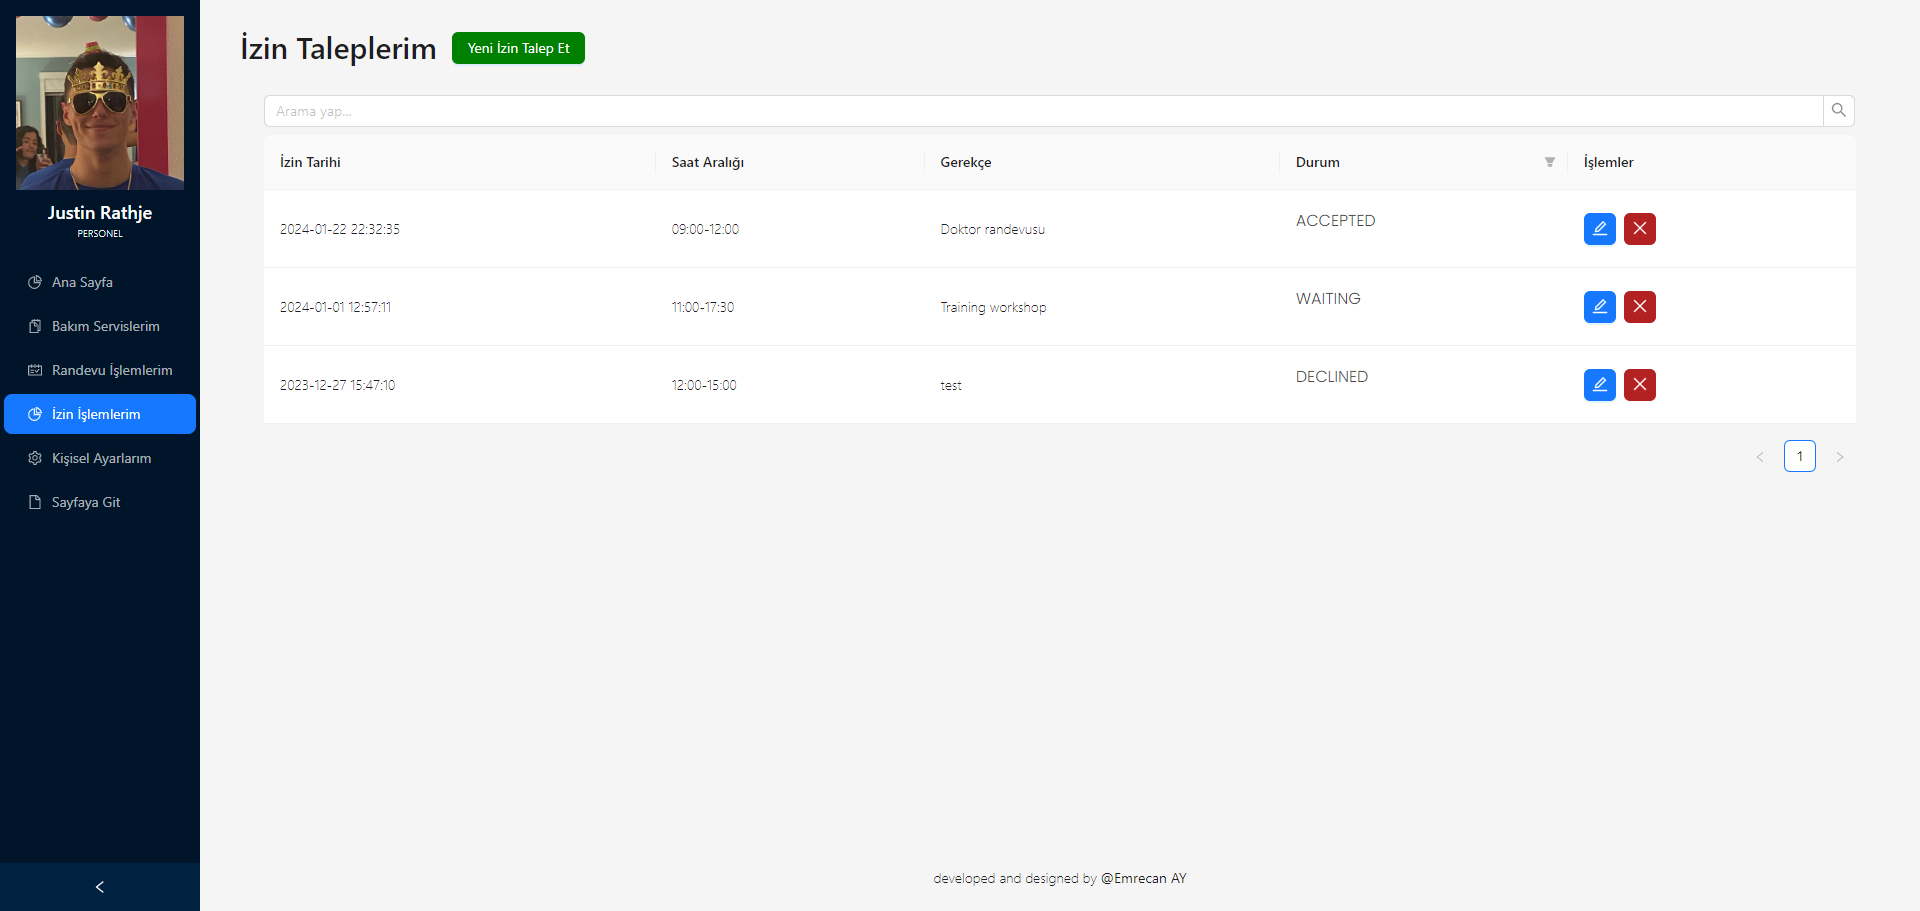 Justin Rathje
PERSONEL
Ana Sayfa
Bakım Servislerim
Randevu İşlemlerim
İzin İşlemlerim
Kişisel Ayarlarım
Sayfaya Git
İzin Taleplerim
Yeni İzin Talep Et
Arama yap...
İzin Tarihi Saat Aralığı Gerekçe Durum İşlemler
2024-01-22 22:32:35 09:00-12:00 Doktor randevusu ACCEPTED
2024-01-01 12:57:11 11:00-17:30 Training workshop WAITING
2023-12-27 15:47:10 12:00-15:00 test DECLINED
1
developed and designed by @Emrecan AY